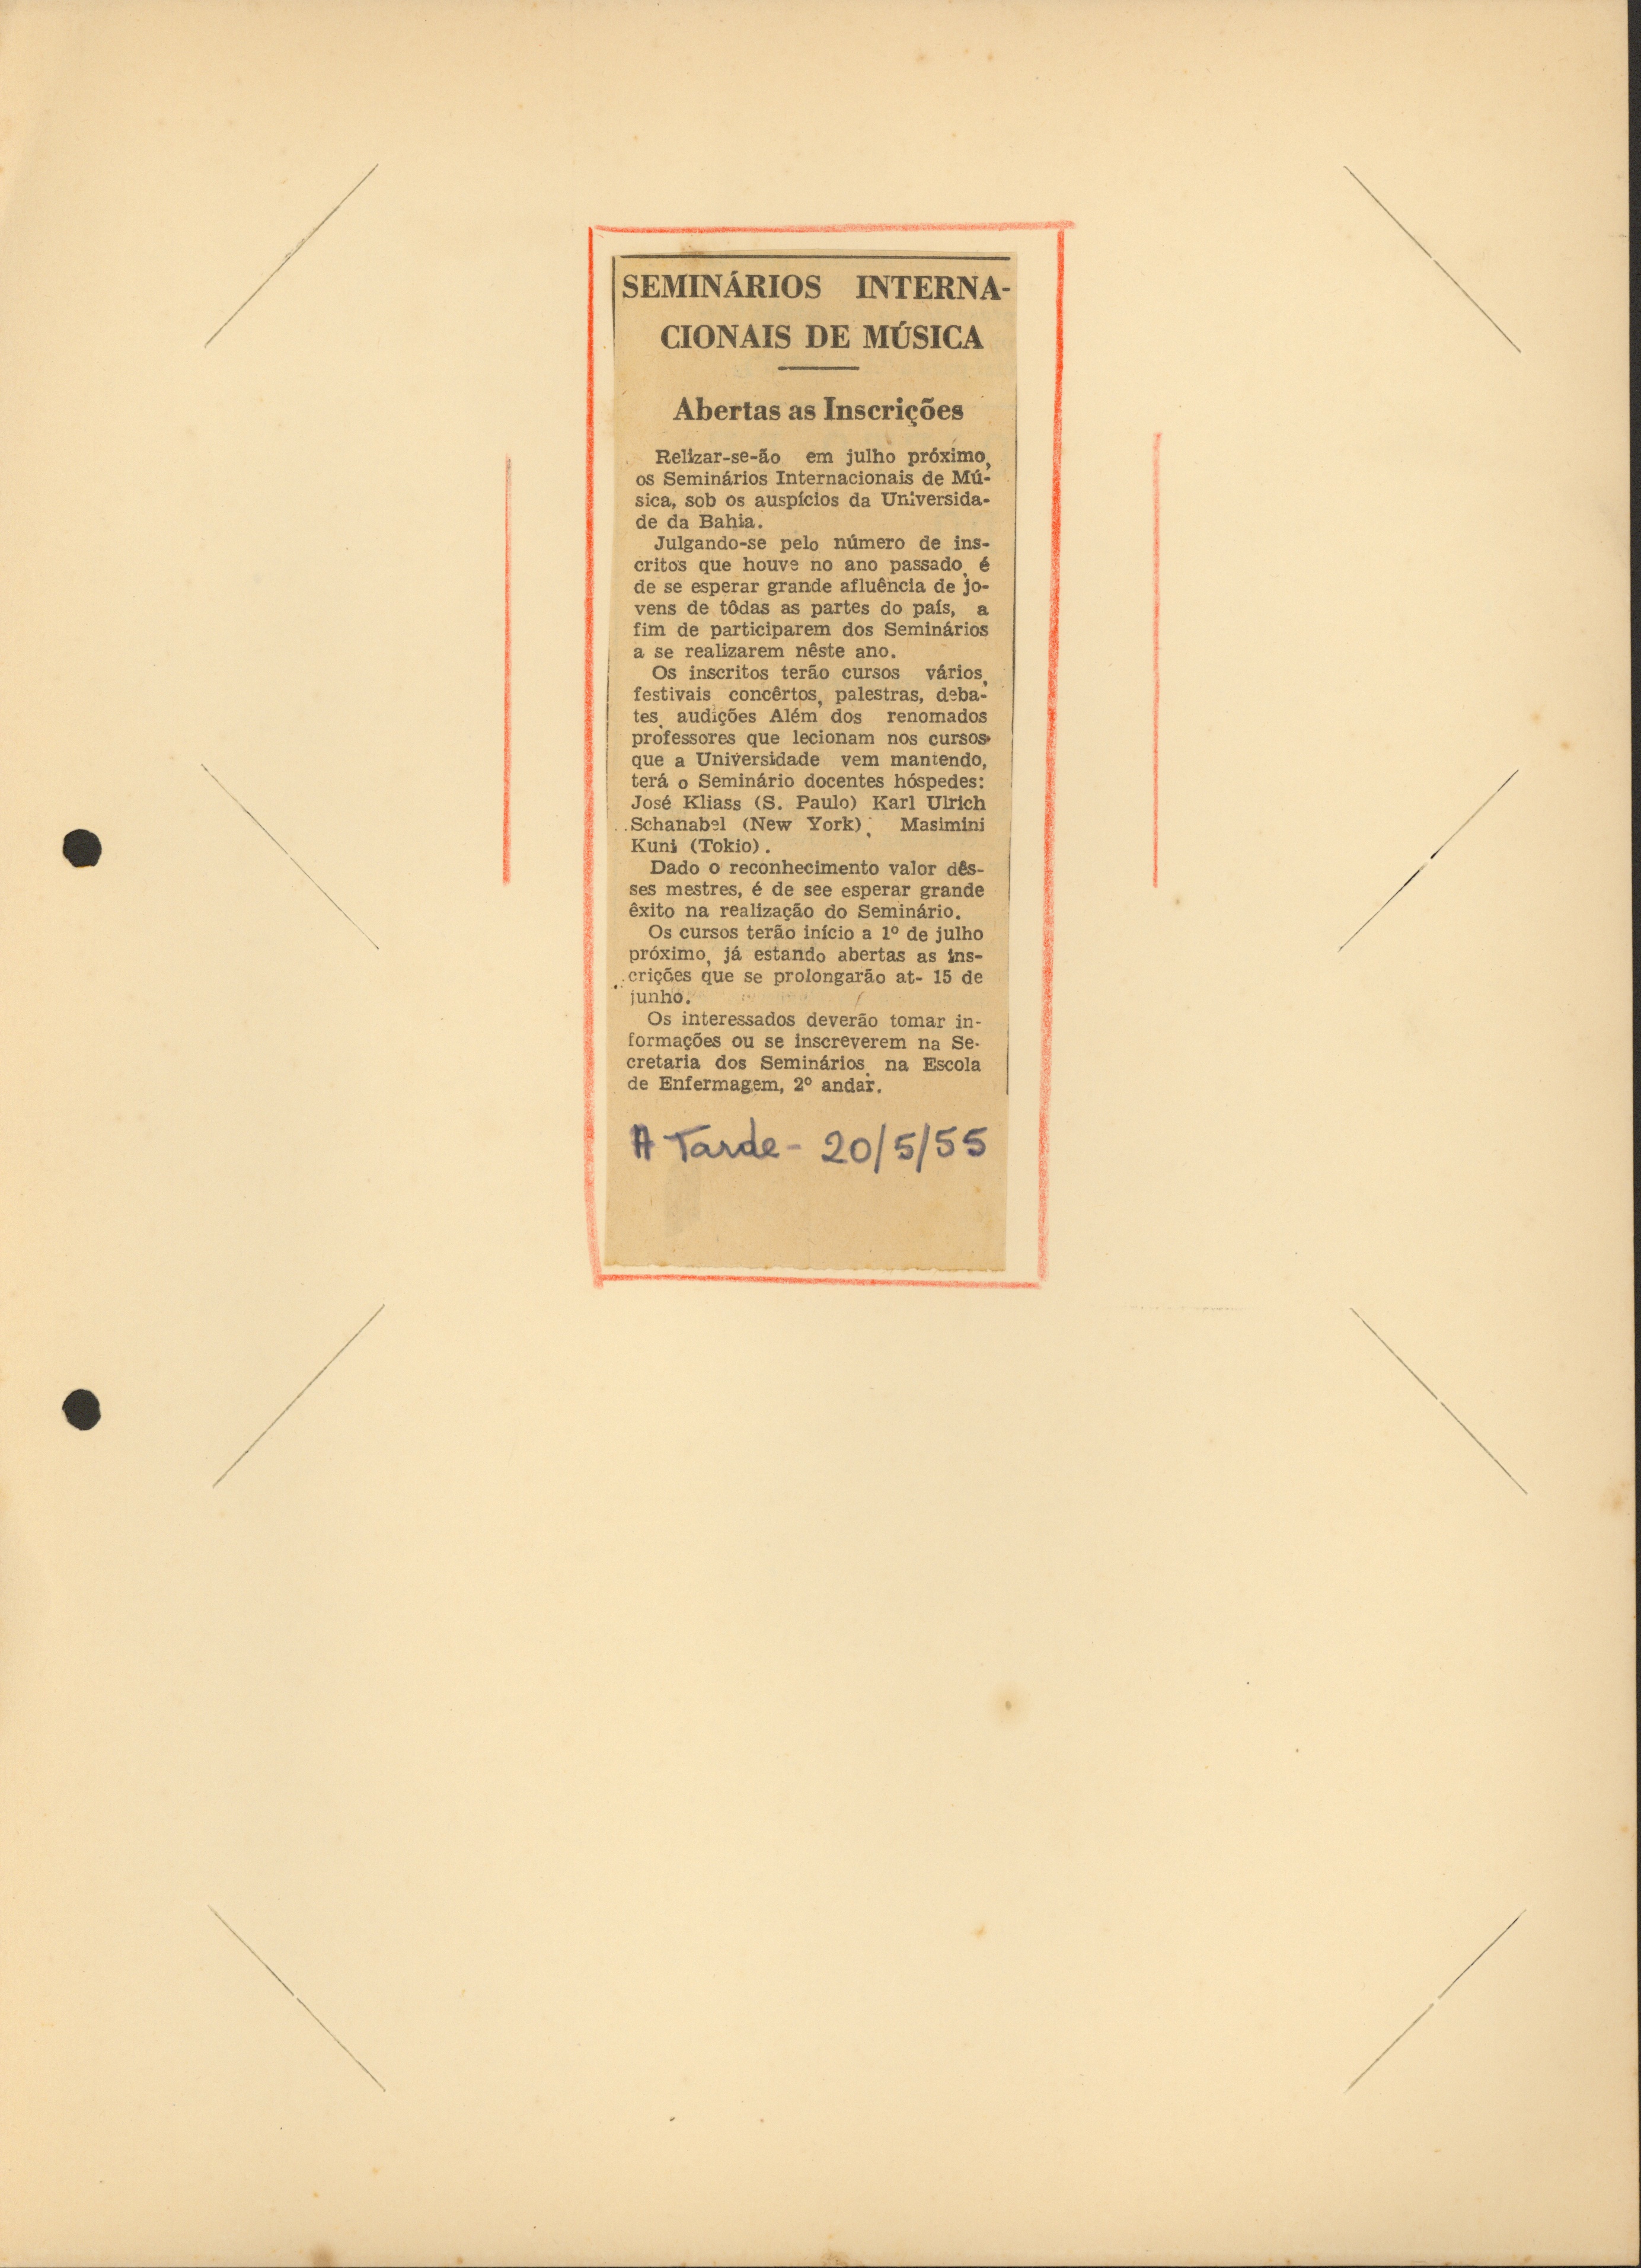 SEMINÁRIOS INTERNA-
CIONAIS DE MÚSICA
Abertas as Inscrições
Relizar-se-ão em julho próximo,
os Seminários Internacionais de Mú-
sica, sob os auspícios da Universida-
de da Bahia.
Julgando-se pelo número de ins-
critos que houve no ano passado, é
de se esperar grande afluência de jo-
vens de tôdas as partes do país, a
fim de participarem dos Seminários
a se realizarem nêste ano.
Os inscritos terão cursos vários,
festivais concêrtos, palestras, deba-
tes, audições Além dos renomados
professores que lecionam nos cursos
que a Universidade vem mantendo,
terá o Seminário docentes hóspedes:
José Kliass (S. Paulo) Karl Ulrich
Schanabel (New York); Masimini
Kuni (Tokio).
Dado o reconhecimento valor dês-
ses mestres, é de see esperar grande
êxito na realização do Seminário.
Os cursos terão início a 1º de julho
próximo, já estando abertas as ins-
crições que se prolongarão at- 15 de
junho.
Os interessados deverão tomar in-
formações ou se inscreverem na Se-
cretaria dos Seminários, na Escola
de Enfermagem, 2º andar.
A Tarde - 20/5/55